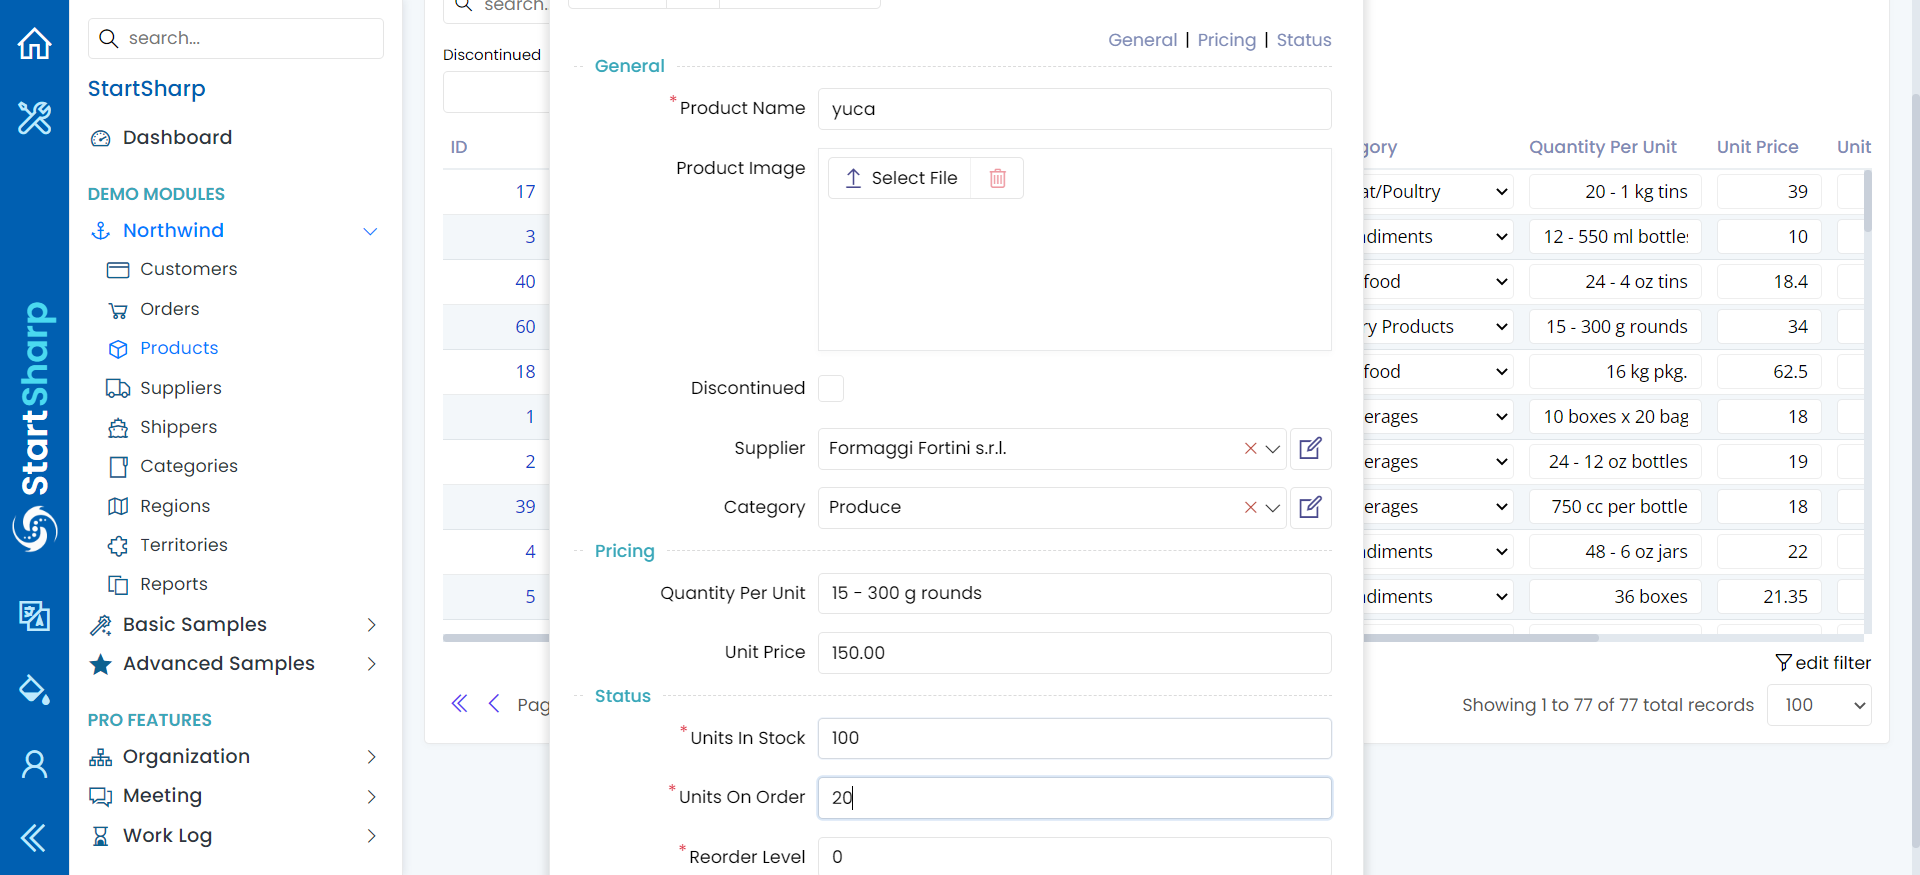 search...
StartSharp
Dashboard
DEMO MODULES
Northwind
Customers
Orders
Products
Suppliers
Shippers
Categories
Regions
Territories
Reports
Basic Samples
Advanced Samples
PRO FEATURES
Organization
Meeting
Work Log
StartSharp
search...
Discontinued
ID
17
3
40
60
18
1
2
39
4
5
Pag
General | Pricing | Status
General
* Product Name yuca
Product Image Select File
Discontinued
Supplier Formaggi Fortini s.r.l.
Category Produce
Pricing
Quantity Per Unit 15 - 300 g rounds
Unit Price 150.00
Status
* Units In Stock 100
* Units On Order 20
* Reorder Level 0
gory Quantity Per Unit Unit Price Unit
at/Poultry 20 - 1 kg tins 39
diments 12 - 550 ml bottles 10
food 24 - 4 oz tins 18.4
ry Products 15 - 300 g rounds 34
food 16 kg pkg. 62.5
erages 10 boxes x 20 bag 18
erages 24 - 12 oz bottles 19
erages 750 cc per bottle 18
diments 48 - 6 oz jars 22
diments 36 boxes 21.35
edit filter
Showing 1 to 77 of 77 total records 100